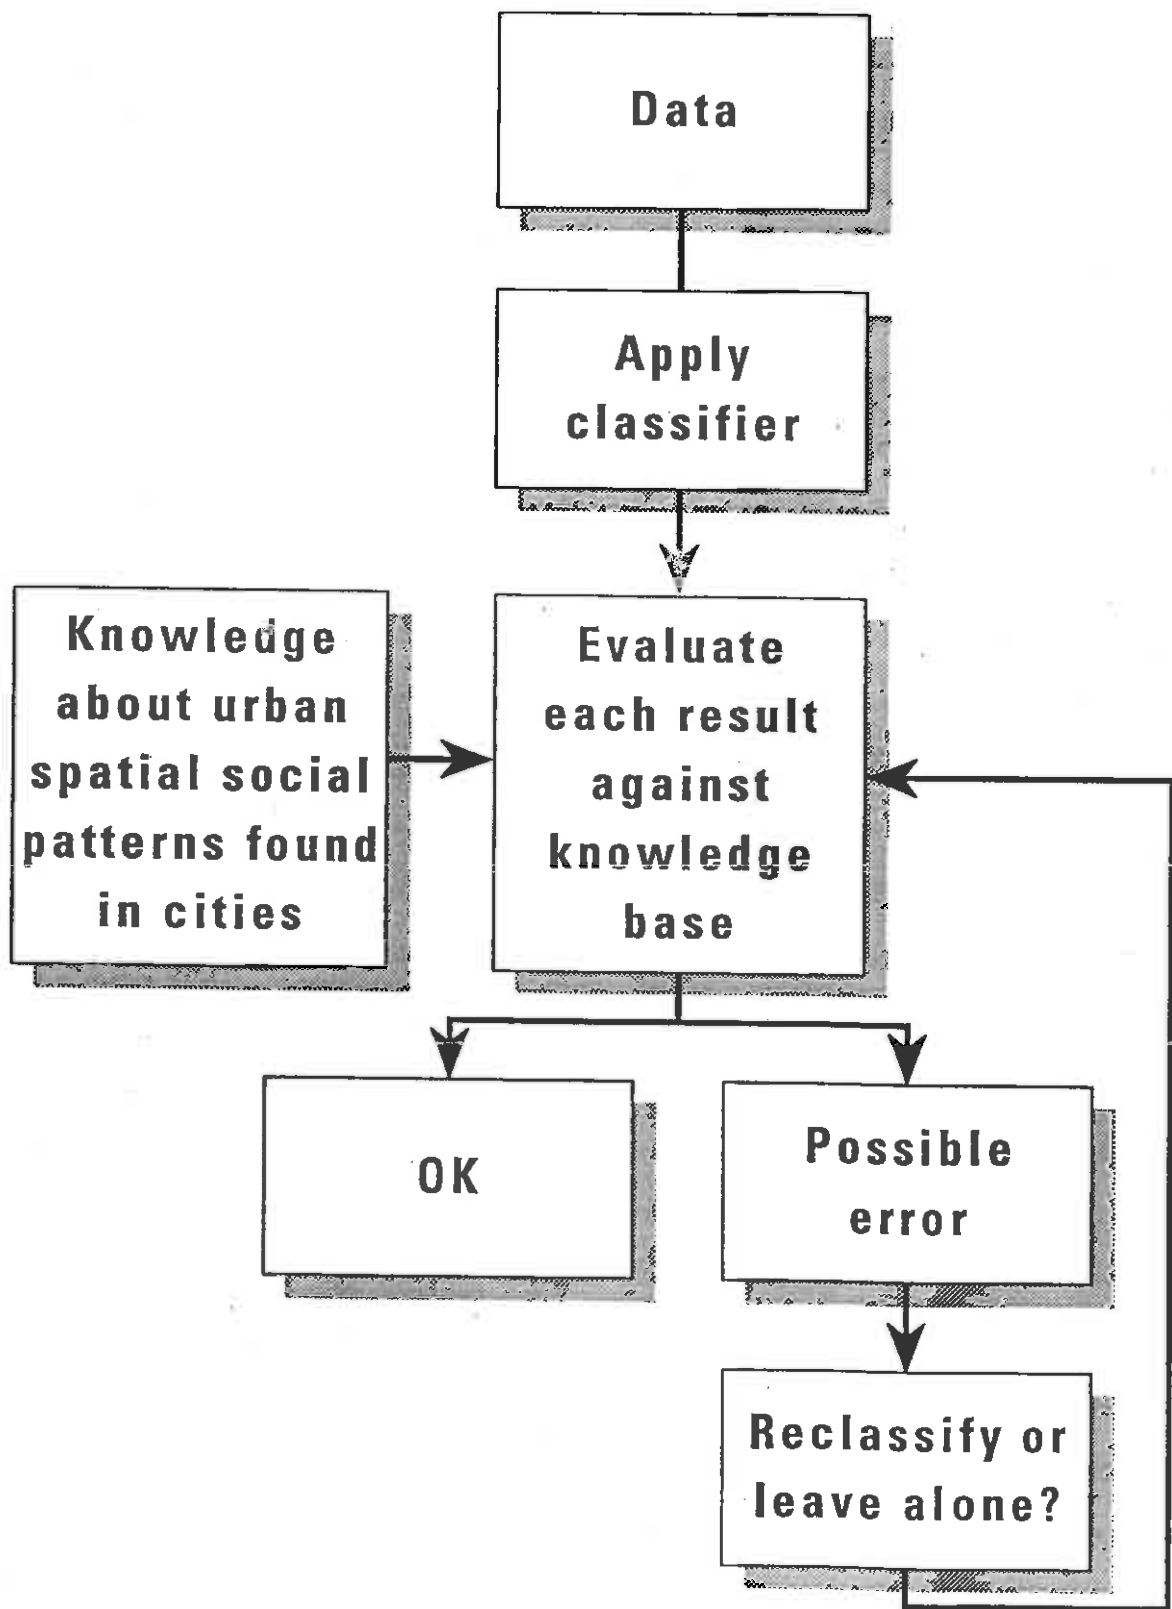 Data
Apply
classifier
Knowledge
about urban
spatial social
patterns found
in cities
Evaluate
each result
against
knowledge
base
OK
Possible
error
Reclassify or
leave alone?